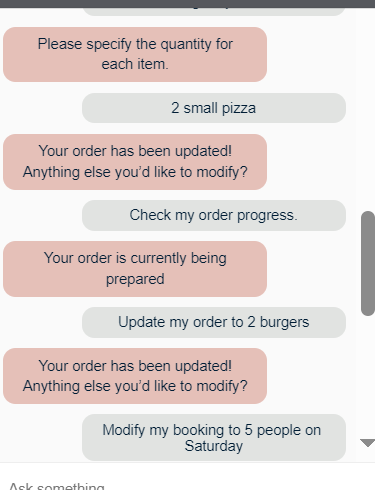 Please specify the quantity for
each item.
2 small pizza
Your order has been updated!
Anything else you'd like to modify?
Check my order progress.
Your order is currently being
prepared
Update my order to 2 burgers
Your order has been updated!
Anything else you'd like to modify?
Modify my booking to 5 people on
Saturday
Ask something